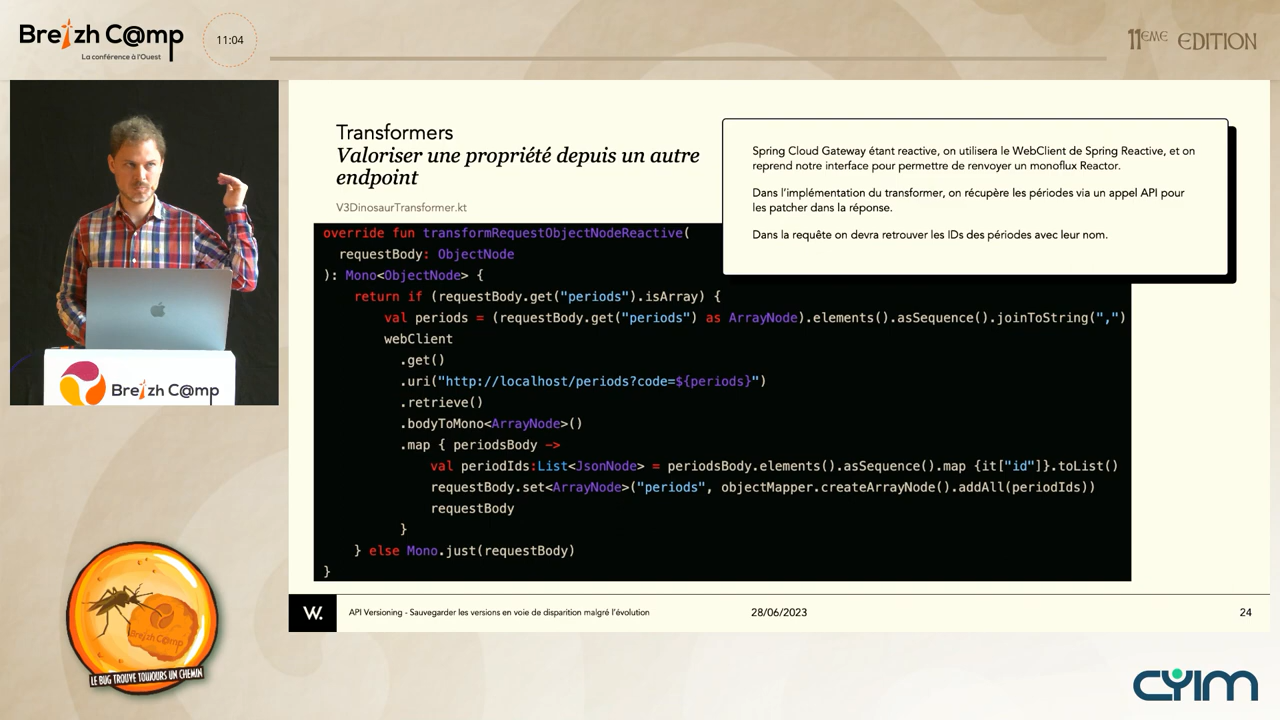 Breizh C@mp
La conférence à l'Ouest
11:04
11EME EDITION
Transformers
Valoriser une propriété depuis un autre
endpoint
V3DinosaurTransformer.kt
Spring Cloud Gateway étant reactive, on utilisera le WebClient de Spring Reactive, et on
reprend notre interface pour permettre de renvoyer un monoflux Reactor.
Dans l'implémentation du transformer, on récupère les périodes via un appel API pour
les patcher dans la réponse.
Dans la requête on devra retrouver les IDs des périodes avec leur nom.
override fun transformRequestObjectNodeReactive(
requestBody: ObjectNode
): Mono<ObjectNode> {
return if (requestBody.get("periods").isArray) {
val periods = (requestBody.get("periods") as ArrayNode).elements().asSequence().joinToString(",")
webClient
.get()
.uri("http://localhost/periods?code=${periods}")
.retrieve()
.bodyToMono<ArrayNode>()
.map { periodsBody ->
val periodIds:List<JsonNode> = periodsBody.elements().asSequence().map {it["id"]}.toList()
requestBody.set<ArrayNode>("periods", objectMapper.createArrayNode().addAll(periodIds))
requestBody
}
} else Mono.just(requestBody)
}
W.
API Versioning - Sauvegarder les versions en voie de disparition malgré l'évolution
28/06/2023
24
Breizh C@mp
Breizh C@mp
LE BUG TROUVE TOUJOURS UN CHEMIN
CYIM